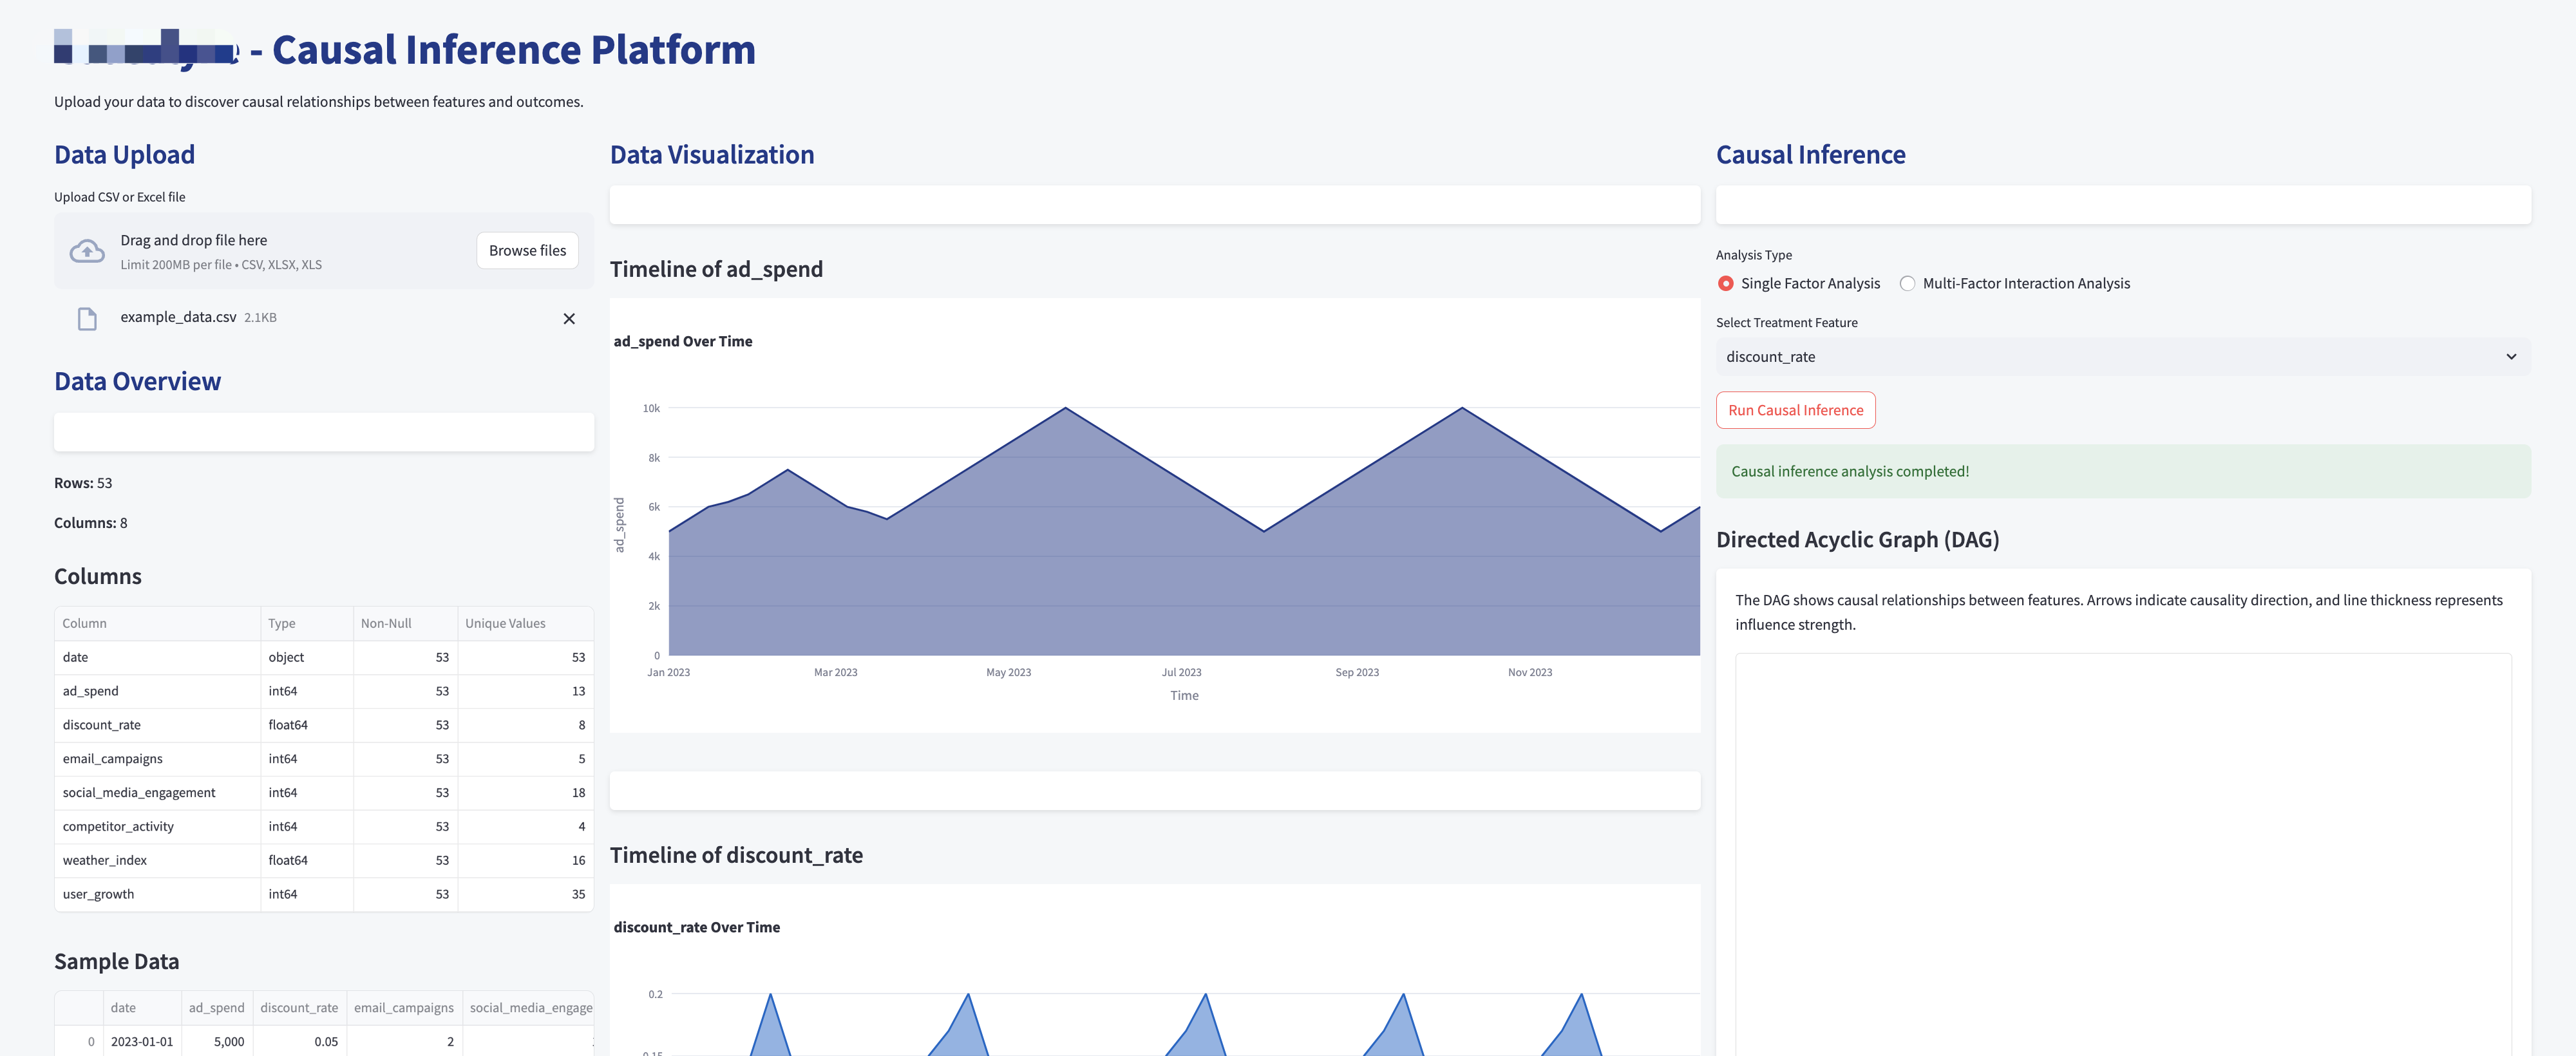 - Causal Inference Platform
Upload your data to discover causal relationships between features and outcomes.
Data Upload
Upload CSV or Excel file
Drag and drop file here
Limit 200MB per file • CSV, XLSX, XLS
Browse files
example_data.csv 2.1KB
Data Overview
Rows: 53
Columns: 8
Columns
Column Type Non-Null Unique Values
date object 53 53
ad_spend int64 53 13
discount_rate float64 53 8
email_campaigns int64 53 5
social_media_engagement int64 53 18
competitor_activity int64 53 4
weather_index float64 53 16
user_growth int64 53 35
Sample Data
date ad_spend discount_rate email_campaigns social_media_engage
0 2023-01-01 5,000 0.05 2
Data Visualization
Timeline of ad_spend
ad_spend Over Time
10k
8k
6k
4k
2k
0
ad_spend
Jan 2023 Mar 2023 May 2023 Jul 2023 Sep 2023 Nov 2023
Time
Timeline of discount_rate
discount_rate Over Time
0.2
0.15
Causal Inference
Analysis Type
Single Factor Analysis Multi-Factor Interaction Analysis
Select Treatment Feature
discount_rate
Run Causal Inference
Causal inference analysis completed!
Directed Acyclic Graph (DAG)
The DAG shows causal relationships between features. Arrows indicate causality direction, and line thickness represents
influence strength.